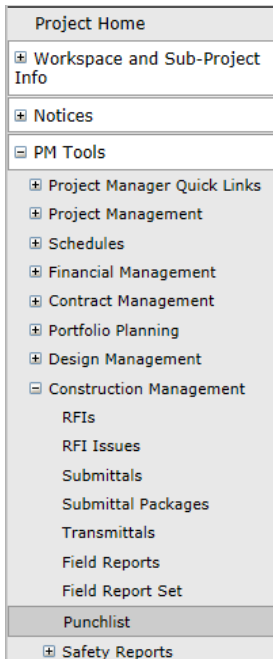 Project Home
Workspace and Sub-Project
Info
Notices
PM Tools
Project Manager Quick Links
Project Management
Schedules
Financial Management
Contract Management
Portfolio Planning
Design Management
Construction Management
RFIs
RFI Issues
Submittals
Submittal Packages
Transmittals
Field Reports
Field Report Set
Punchlist
Safety Reports